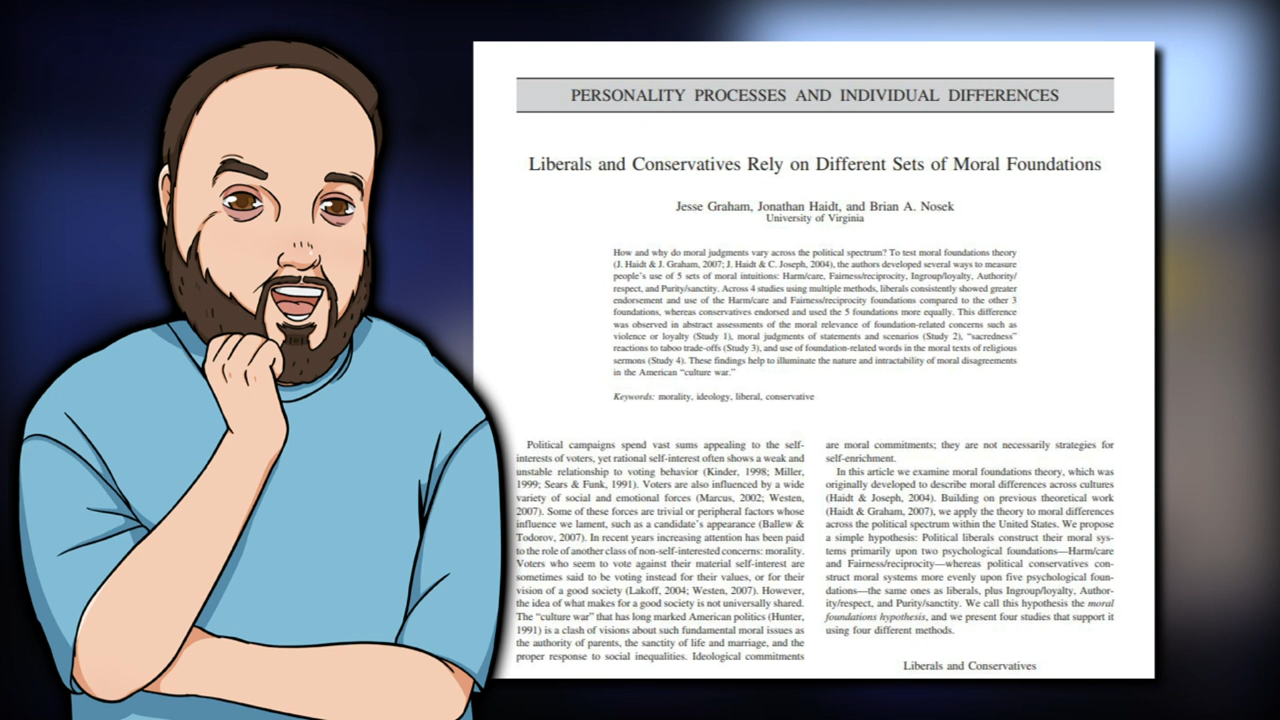 PERSONALITY PROCESSES AND INDIVIDUAL DIFFERENCES
Liberals and Conservatives Rely on Different Sets of Moral Foundations
Jesse Graham, Jonathan Haidt, and Brian A. Nosek
University of Virginia
How and why do moral judgments vary across the political spectrum? To test moral foundations theory
(J. Haidt & J. Graham, 2007; J. Haidt & C. Joseph, 2004), the authors developed several ways to measure
people's use of 5 sets of moral intuitions: Harm/care, Fairness/reciprocity, Ingroup/loyalty, Authority/
respect, and Purity/sanctity. Across 4 studies using multiple methods, liberals consistently showed greater
endorsement and use of the Harm/care and Fairness/reciprocity foundations compared to the other 3
foundations, whereas conservatives endorsed and used the 5 foundations more equally. This difference
was observed in abstract assessments of the moral relevance of foundation-related concerns such as
violence or loyalty (Study 1), moral judgments of statements and scenarios (Study 2), "sacredness"
reactions to taboo trade-offs (Study 3), and use of foundation-related words in the moral texts of religious
sermons (Study 4). These findings help to illuminate the nature and intractability of moral disagreements
in the American "culture war."
Keywords: morality, ideology, liberal, conservative
Political campaigns spend vast sums appealing to the self-
interests of voters, yet rational self-interest often shows a weak and
unstable relationship to voting behavior (Kinder, 1998; Miller,
1999; Sears & Funk, 1991). Voters are also influenced by a wide
variety of social and emotional forces (Marcus, 2002; Westen,
2007). Some of these forces are trivial or peripheral factors whose
influence we lament, such as a candidate's appearance (Ballew &
Todorov, 2007). In recent years increasing attention has been paid
to the role of another class of non-self-interested concerns: morality.
Voters who seem to vote against their material self-interest are
sometimes said to be voting instead for their values, or for their
vision of a good society (Lakoff, 2004; Westen, 2007). However,
the idea of what makes for a good society is not universally shared.
The "culture war" that has long marked American politics (Hunter,
1991) is a clash of visions about such fundamental moral issues as
the authority of parents, the sanctity of life and marriage, and the
proper response to social inequalities. Ideological commitments
are moral commitments; they are not necessarily strategies for
self-enrichment.
In this article we examine moral foundations theory, which was
originally developed to describe moral differences across cultures
(Haidt & Joseph, 2004). Building on previous theoretical work
(Haidt & Graham, 2007), we apply the theory to moral differences
across the political spectrum within the United States. We propose
a simple hypothesis: Political liberals construct their moral sys-
tems primarily upon two psychological foundations—Harm/care
and Fairness/reciprocity—whereas political conservatives con-
struct moral systems more evenly upon five psychological foun-
dations—the same ones as liberals, plus Ingroup/loyalty, Author-
ity/respect, and Purity/sanctity. We call this hypothesis the moral
foundations hypothesis, and we present four studies that support it
using four different methods.
Liberals and Conservatives